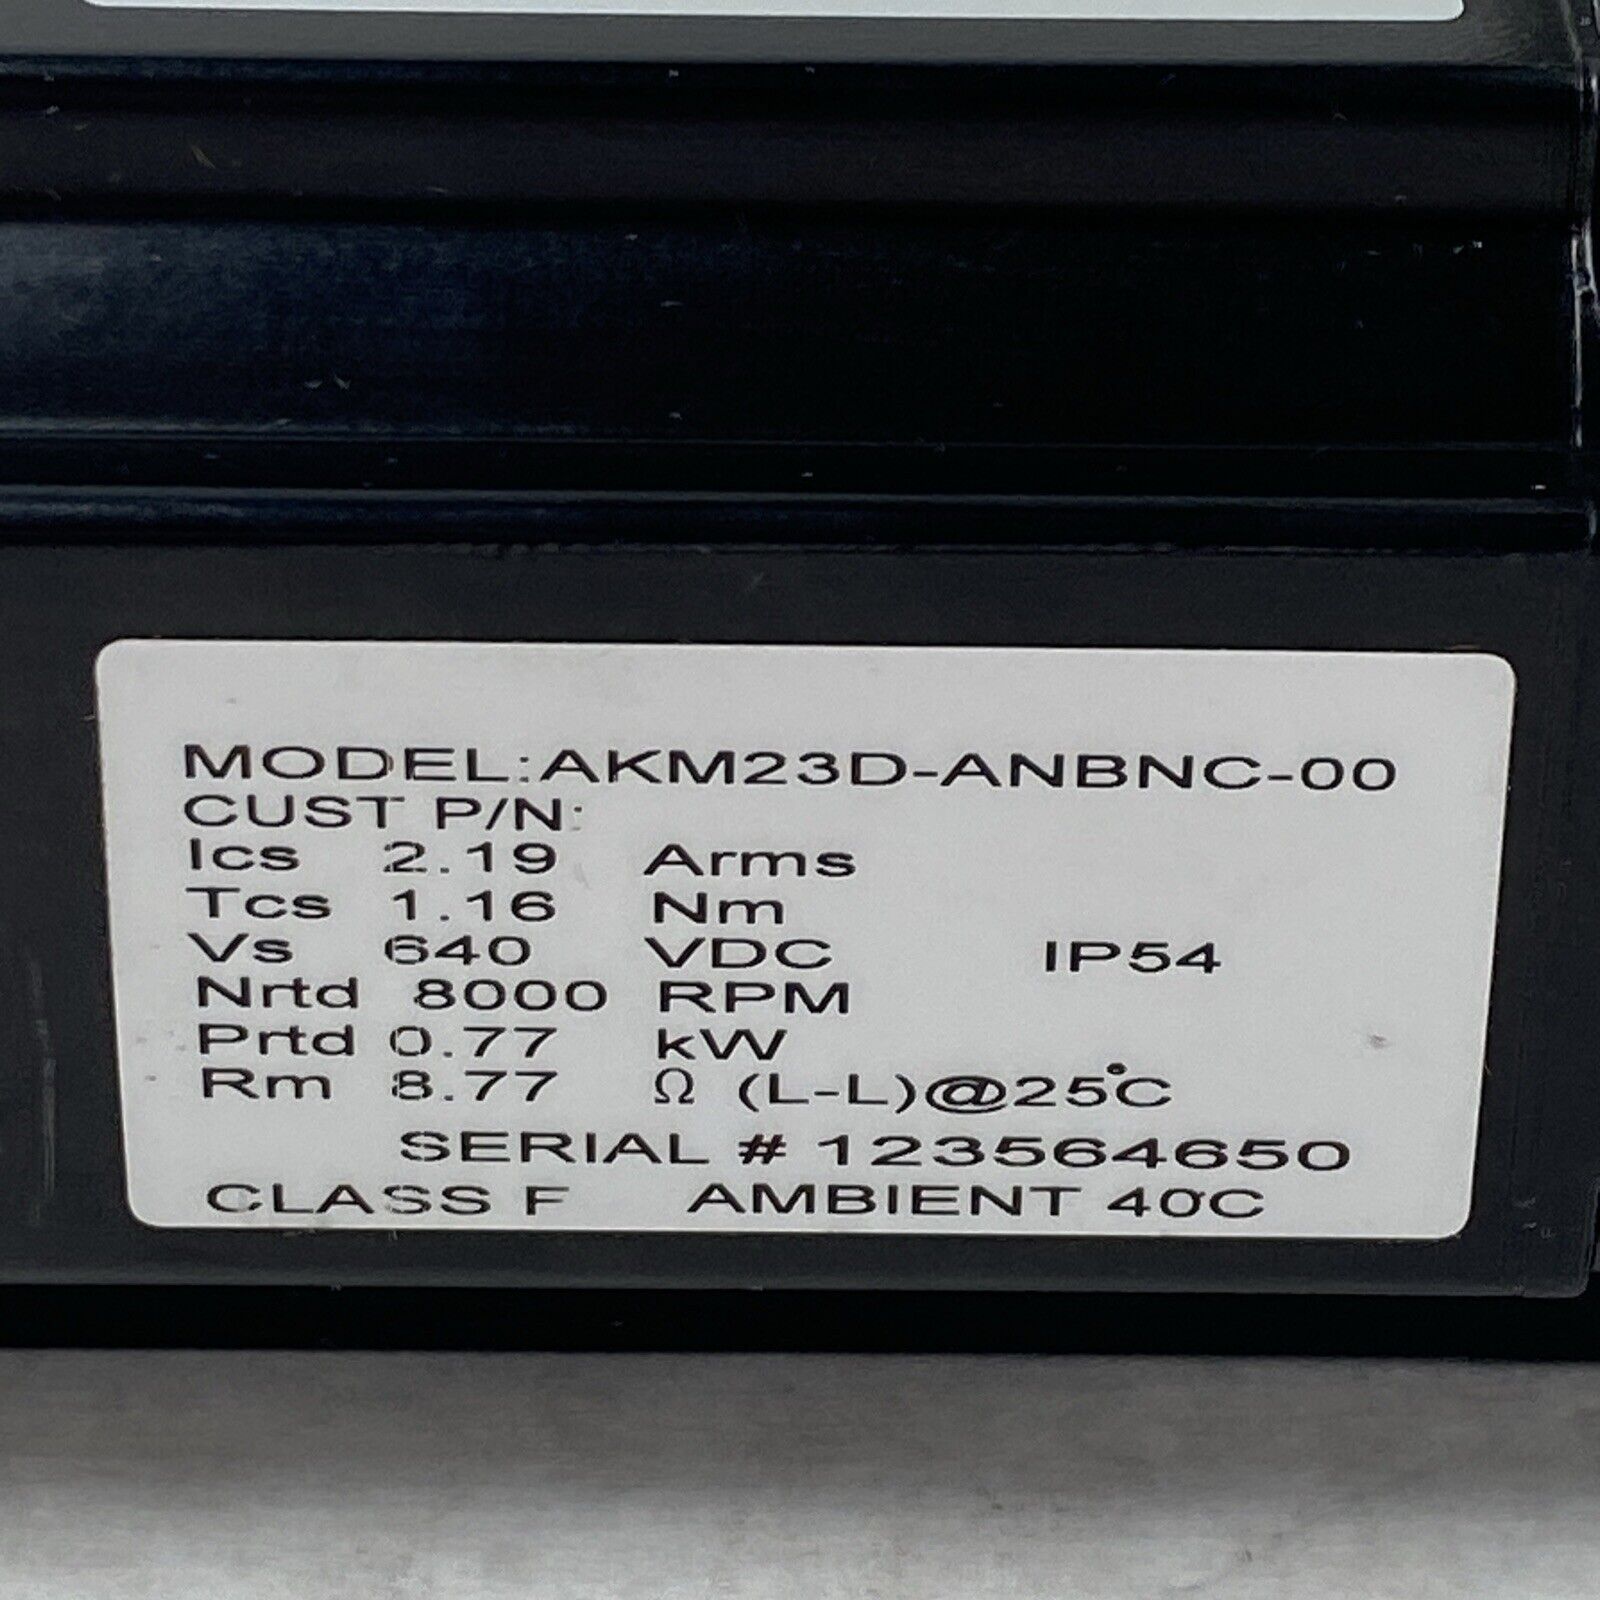 MODEL:AKM23D-ANBNC-00
CUST P/N:
Ics 2.19 Arms
Tcs 1.16 Nm
Vs 640 VDC IP54
Nrtd 8000 RPM
Prtd 0.77 kW
Rm 8.77 Ω (L-L)@25°C
SERIAL # 123564650
CLASS F AMBIENT 40°C